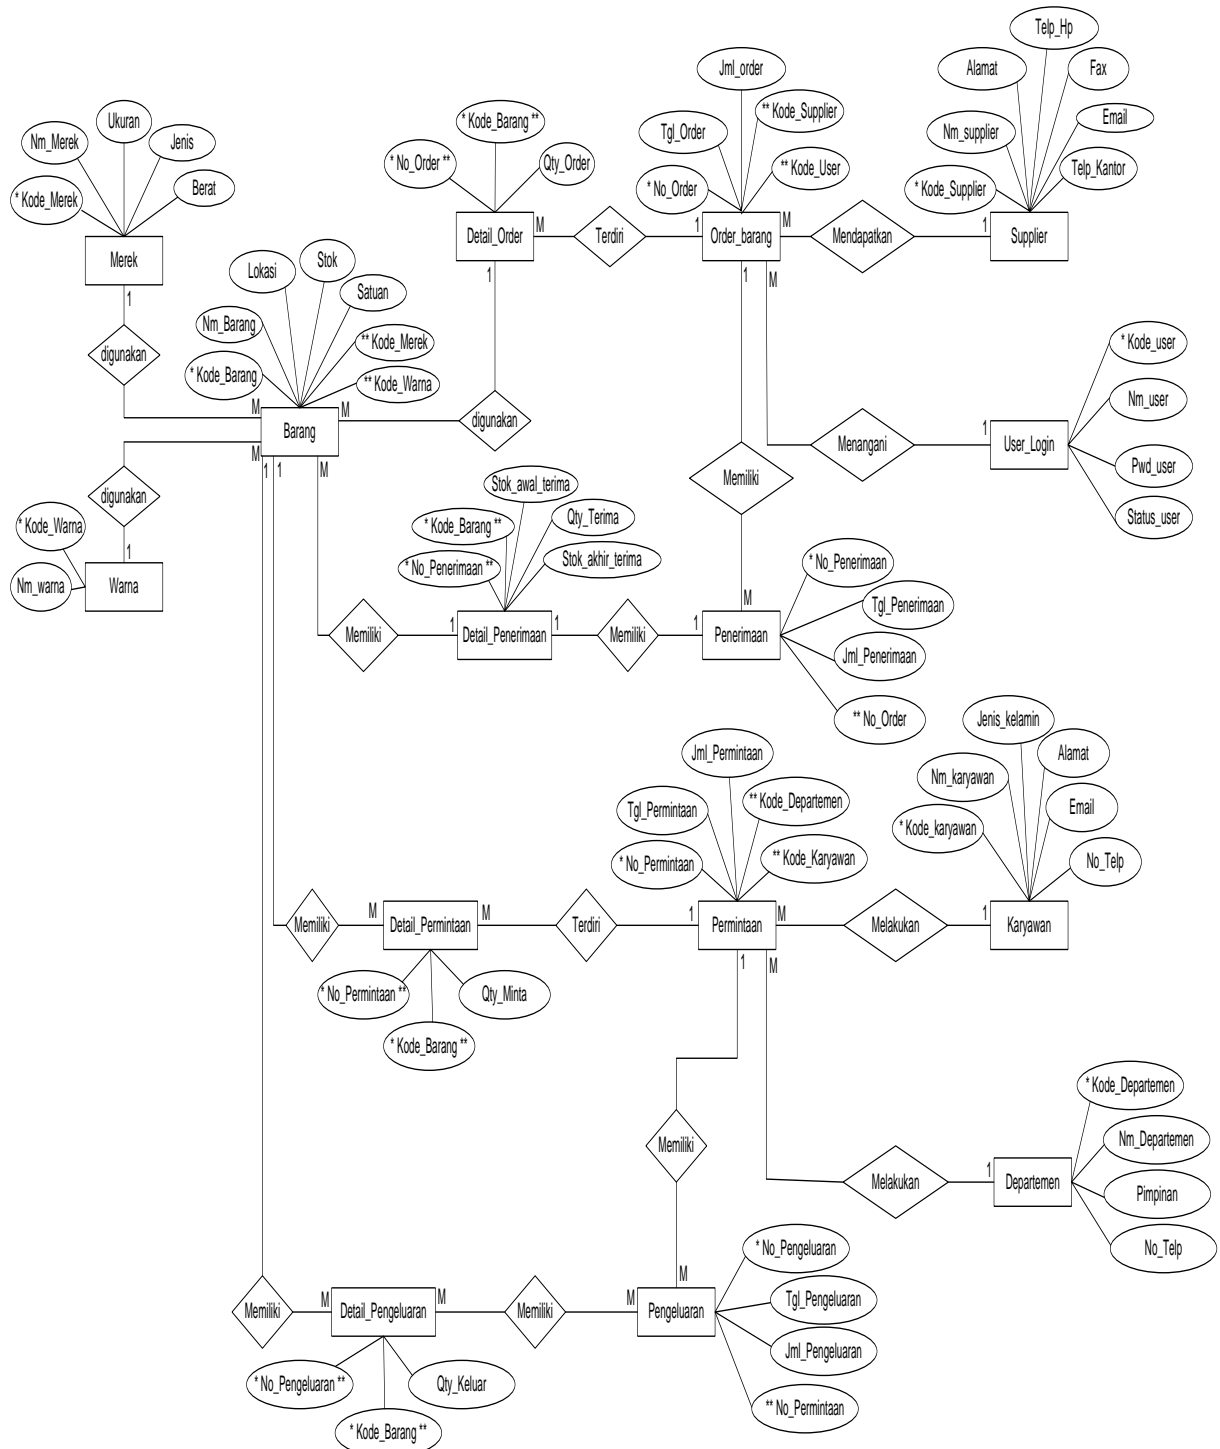 Telp_Hp
Jml_order
Alamat
Fax
** Kode_Supplier
Ukuran
* Kode_Barang **
Email
Tgl_Order
Nm_supplier
Nm_Merek
Jenis
* No_Order **
Qty_Order
** Kode_User
Telp_Kantor
* Kode_Merek
Berat
* No_Order
* Kode_Supplier
M
1
M
1
Detail_Order
Terdiri
Order_barang
Mendapatkan
Supplier
Merek
Lokasi
Stok
1
1
M
1
Satuan
Nm_Barang
** Kode_Merek
* Kode_user
digunakan
* Kode_Barang
** Kode_Warna
Nm_user
M
M
digunakan
Barang
1
Menangani
User_Login
M
1
1
M
Pwd_user
Memiliki
Stok_awal_terima
digunakan
Status_user
* Kode_Warna
* Kode_Barang **
Qty_Terima
1
Stok_akhir_terima
* No_Penerimaan **
* No_Penerimaan
Nm_warna
Warna
M
Tgl_Penerimaan
1
1
1
Memiliki
Detail_Penerimaan
Memiliki
Penerimaan
Jml_Penerimaan
** No_Order
Jenis_kelamin
Jml_Permintaan
Alamat
Nm_karyawan
Tgl_Permintaan
** Kode_Departemen
Email
* Kode_karyawan
* No_Permintaan
** Kode_Karyawan
No_Telp
M
M
1
M
1
Memiliki
Detail_Permintaan
Terdiri
Permintaan
Melakukan
Karyawan
1
M
* No_Permintaan **
Qty_Minta
* Kode_Barang **
* Kode_Departemen
Nm_Departemen
Memiliki
1
Melakukan
Departemen
Pimpinan
No_Telp
* No_Pengeluaran
M
M
M
M
Tgl_Pengeluaran
Memiliki
Detail_Pengeluaran
Memiliki
Pengeluaran
Jml_Pengeluaran
* No_Pengeluaran **
Qty_Keluar
** No_Permintaan
* Kode_Barang **